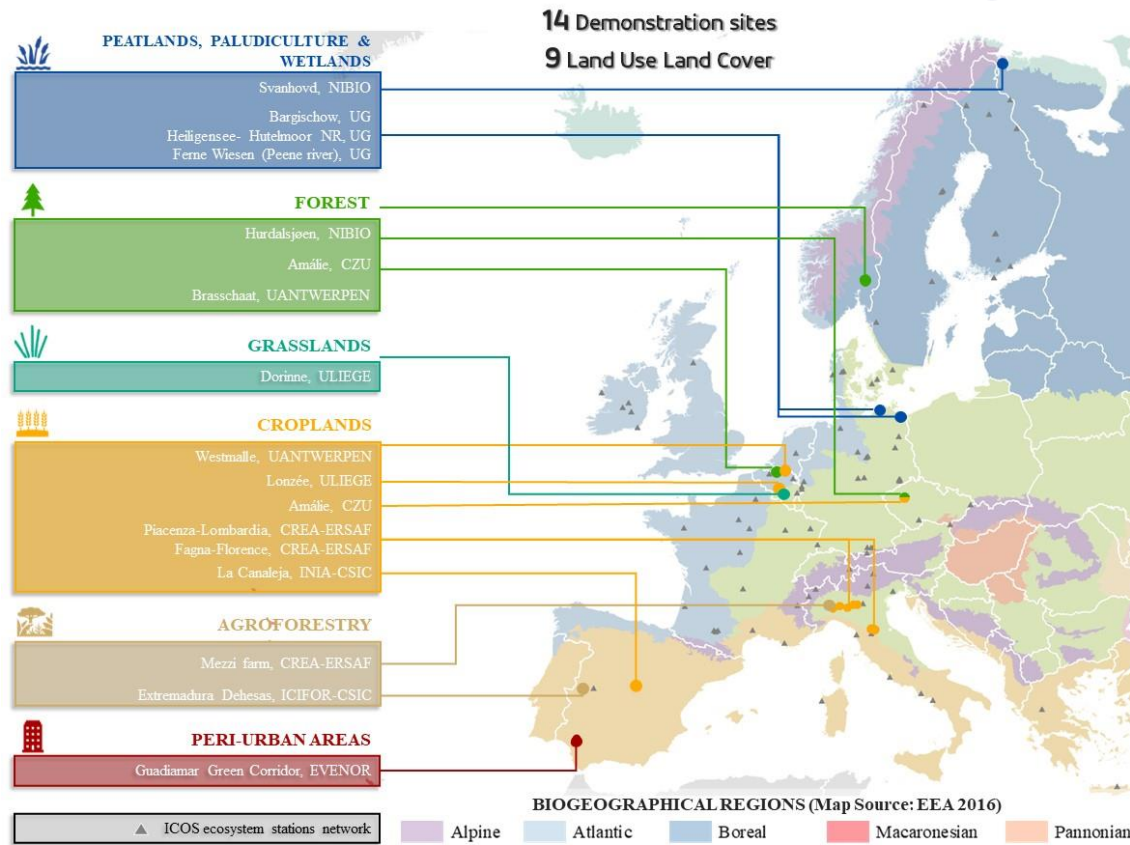 14 Demonstration sites
9 Land Use Land Cover
PEATLANDS, PALUDICULTURE &
WETLANDS
Svanhovd, NIBIO
Bargischow, UG
Heiligensee- Hutelmoor NR, UG
Ferne Wiesen (Peene river), UG
FOREST
Hurdalsjøen, NIBIO
Amálie, CZU
Brasschaat, UANTWERPEN
GRASSLANDS
Dorinne, ULIEGE
CROPLANDS
Westmalle, UANTWERPEN
Lonzée, ULIEGE
Amálie, CZU
Piacenza-Lombardia, CREA-ERSAF
Fagna-Florence, CREA-ERSAF
La Canaleja, INIA-CSIC
AGROFORESTRY
Mezzi farm, CREA-ERSAF
Extremadura Dehesas, ICIFOR-CSIC
PERI-URBAN AREAS
Guadiamar Green Corridor, EVENOR
ICOS ecosystem stations network
BIOGEOGRAPHICAL REGIONS (Map Source: EEA 2016)
Alpine
Atlantic
Boreal
Macaronesian
Pannonian